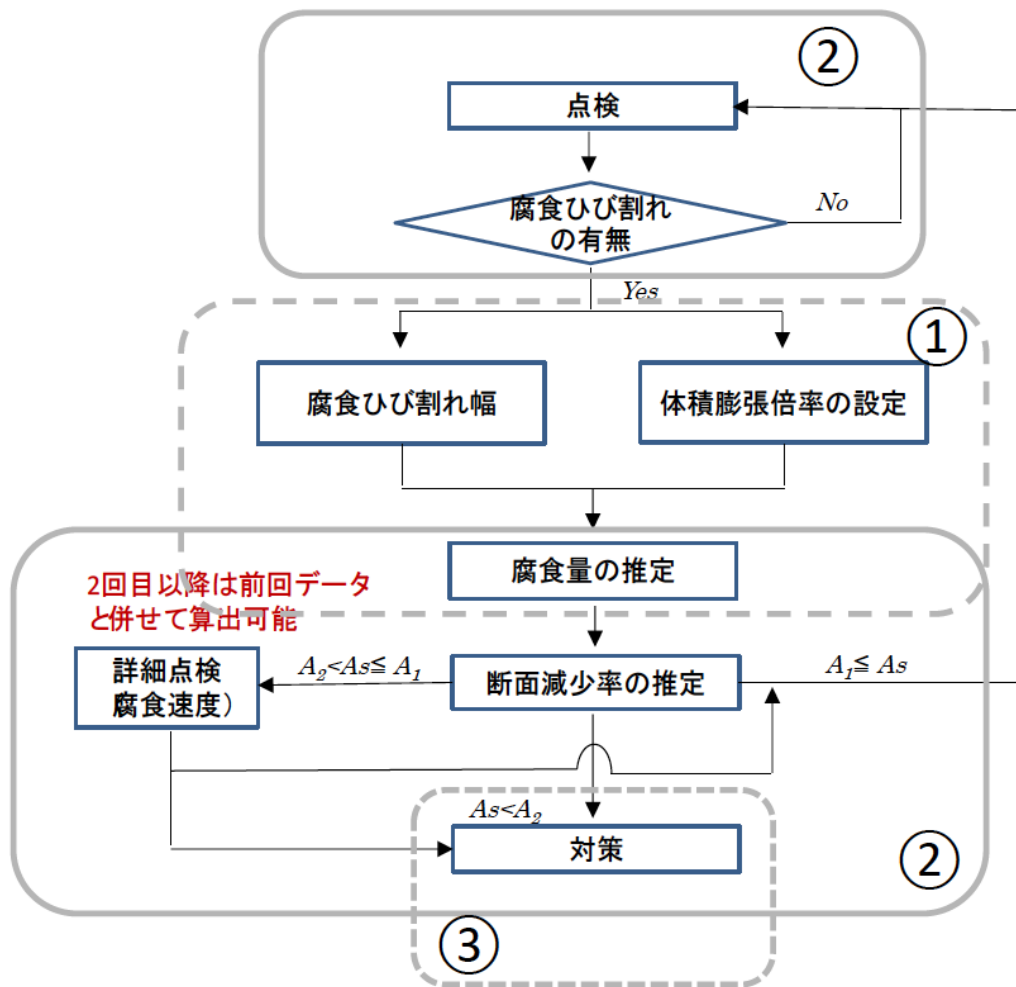 ②
点検
腐食ひび割れ
の有無
No
Yes
①
腐食ひび割れ幅
体積膨張倍率の設定
腐食量の推定
2回目以降は前回データ
と併せて算出可能
詳細点検
腐食速度）
A₂<As≦A₁
断面減少率の推定
A₁≦As
As<A₂
対策
②
③